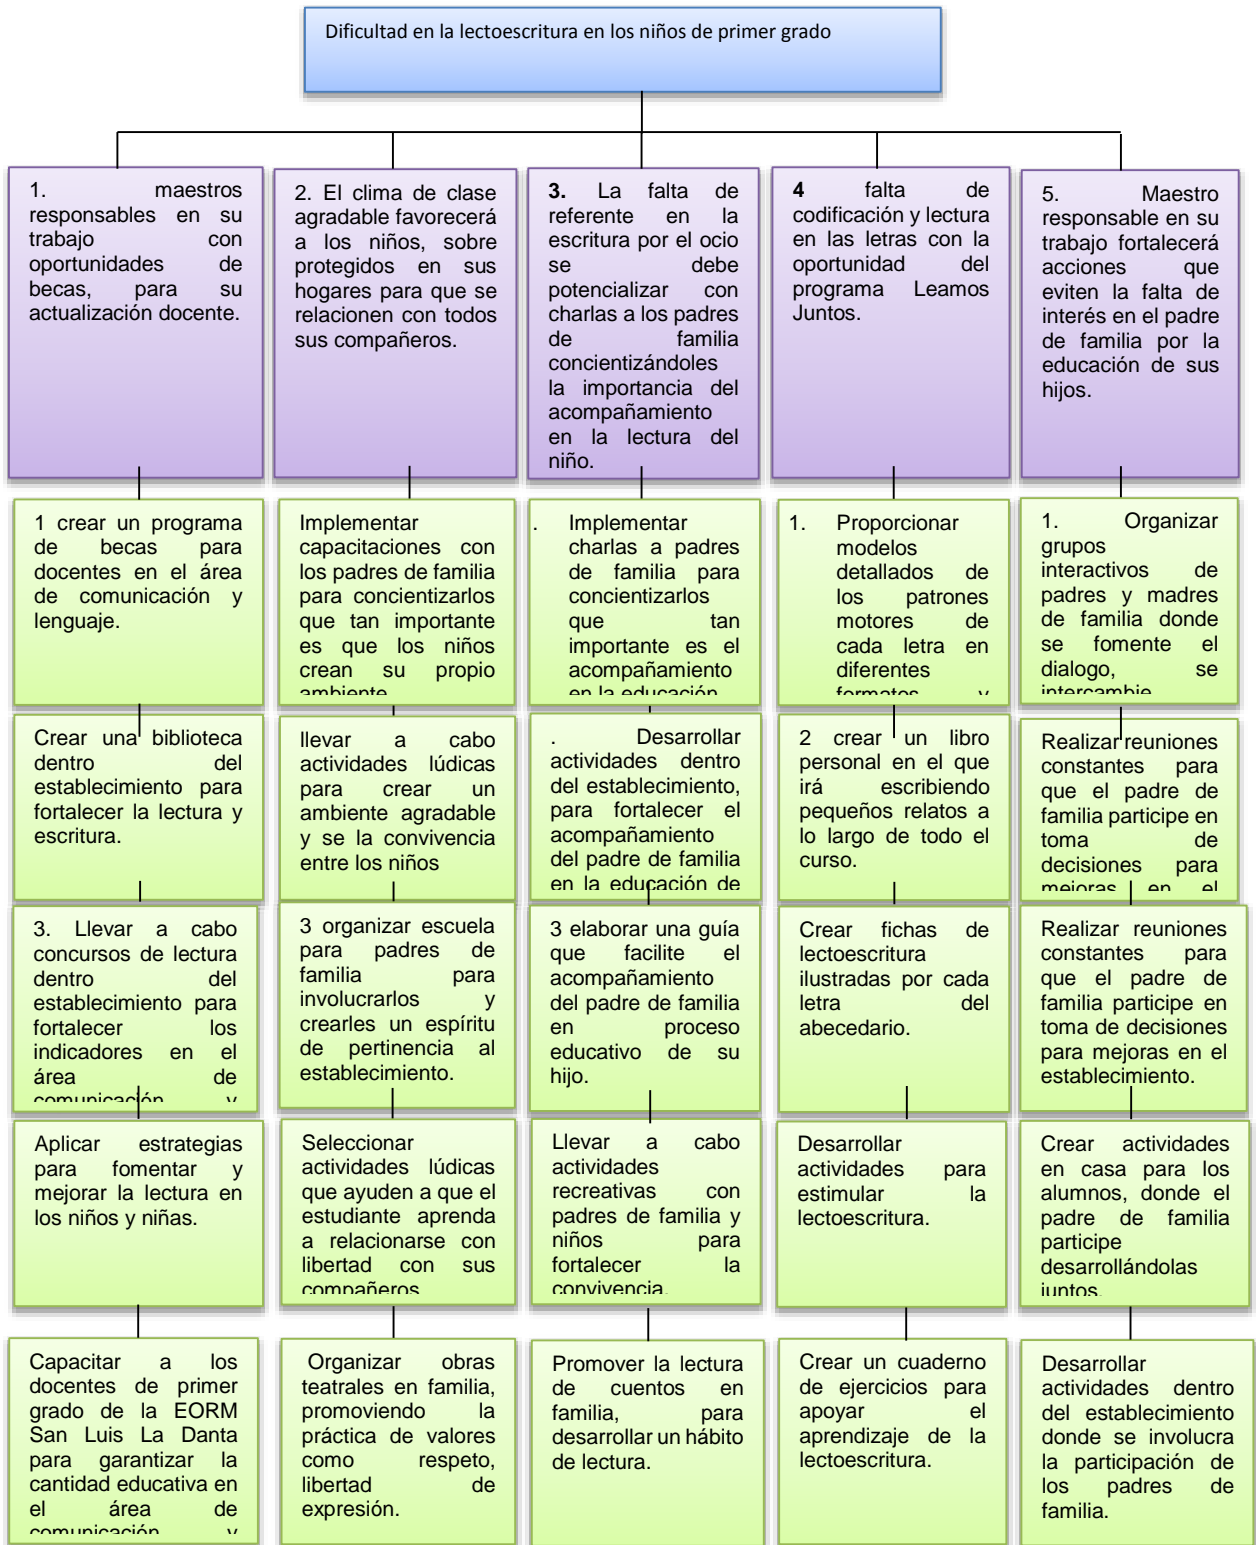 Dificultad en la lectoescritura en los niños de primer grado
1. maestros
responsables en su
trabajo con
oportunidades de
becas, para su
actualización docente.
2. El clima de clase
agradable favorecerá
a los niños, sobre
protegidos en sus
hogares para que se
relacionen con todos
sus compañeros.
3. La falta de
referente en la
escritura por el ocio
se debe
potencializar con
charlas a los padres
de familia
concientizándoles
la importancia del
acompañamiento
en la lectura del
niño.
4 falta de
codificación y lectura
en las letras con la
oportunidad del
programa Leamos
Juntos.
5. Maestro
responsable en su
trabajo fortalecerá
acciones que
eviten la falta de
interés en el padre
de familia por la
educación de sus
hijos.
1 crear un programa
de becas para
docentes en el área
de comunicación y
lenguaje.
Implementar
capacitaciones con
los padres de familia
para concientizarlos
que tan importante
es que los niños
crean su propio
ambiente
. Implementar
charlas a padres
de familia para
concientizarlos
que tan
importante es el
acompañamiento
en la educación
1. Proporcionar
modelos
detallados de
los patrones
motores de
cada letra en
diferentes
formatos y
1. Organizar
grupos
interactivos de
padres y madres
de familia donde
se fomente el
dialogo, se
intercambie
Crear una biblioteca
dentro del
establecimiento para
fortalecer la lectura y
escritura.
llevar a cabo
actividades lúdicas
para crear un
ambiente agradable
y se la convivencia
entre los niños
. Desarrollar
actividades dentro
del establecimiento,
para fortalecer el
acompañamiento
del padre de familia
en la educación de
2 crear un libro
personal en el que
irá escribiendo
pequeños relatos a
lo largo de todo el
curso.
Realizar reuniones
constantes para
que el padre de
familia participe en
toma de
decisiones para
mejoras en el
3. Llevar a cabo
concursos de lectura
dentro del
establecimiento para
fortalecer los
indicadores en el
área de
comunicación y
3 organizar escuela
para padres de
familia para
involucrarlos y
crearles un espíritu
de pertinencia al
establecimiento.
3 elaborar una guía
que facilite el
acompañamiento
del padre de familia
en proceso
educativo de su
hijo.
Crear fichas de
lectoescritura
ilustradas por cada
letra del
abecedario.
Realizar reuniones
constantes para
que el padre de
familia participe en
toma de decisiones
para mejoras en el
establecimiento.
Aplicar estrategias
para fomentar y
mejorar la lectura en
los niños y niñas.
Seleccionar
actividades lúdicas
que ayuden a que el
estudiante aprenda
a relacionarse con
libertad con sus
compañeros
Llevar a cabo
actividades
recreativas con
padres de familia y
niños para
fortalecer la
convivencia.
Desarrollar
actividades para
estimular la
lectoescritura.
Crear actividades
en casa para los
alumnos, donde el
padre de familia
participe
desarrollándolas
juntos.
Capacitar a los
docentes de primer
grado de la EORM
San Luis La Danta
para garantizar la
cantidad educativa en
el área de
comunicación y
Organizar obras
teatrales en familia,
promoviendo la
práctica de valores
como respeto,
libertad de
expresión.
Promover la lectura
de cuentos en
familia, para
desarrollar un hábito
de lectura.
Crear un cuaderno
de ejercicios para
apoyar el
aprendizaje de la
lectoescritura.
Desarrollar
actividades dentro
del establecimiento
donde se involucra
la participación de
los padres de
familia.